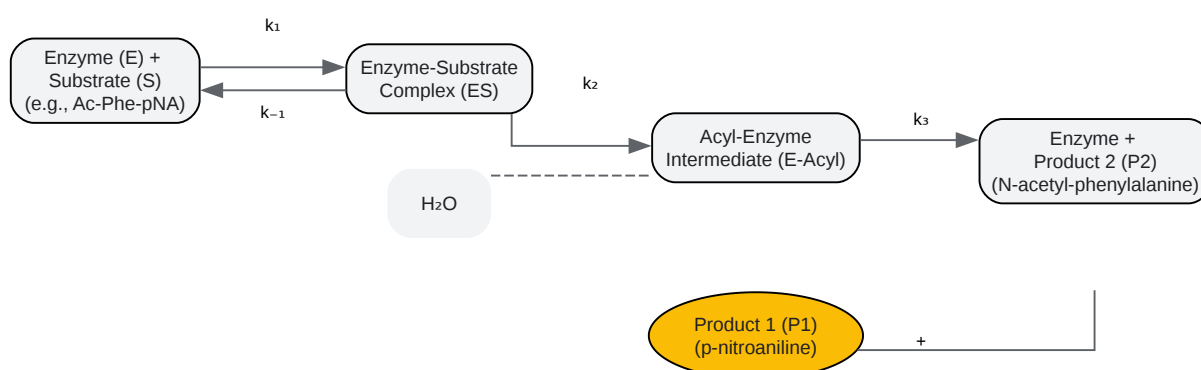 k₁
Enzyme (E) +
Substrate (S)
(e.g., Ac-Phe-pNA)
k₋₁
Enzyme-Substrate
Complex (ES)
k₂
Acyl-Enzyme
Intermediate (E-Acyl)
k₃
Enzyme +
Product 2 (P2)
(N-acetyl-phenylalanine)
H₂O
Product 1 (P1)
(p-nitroaniline)
+